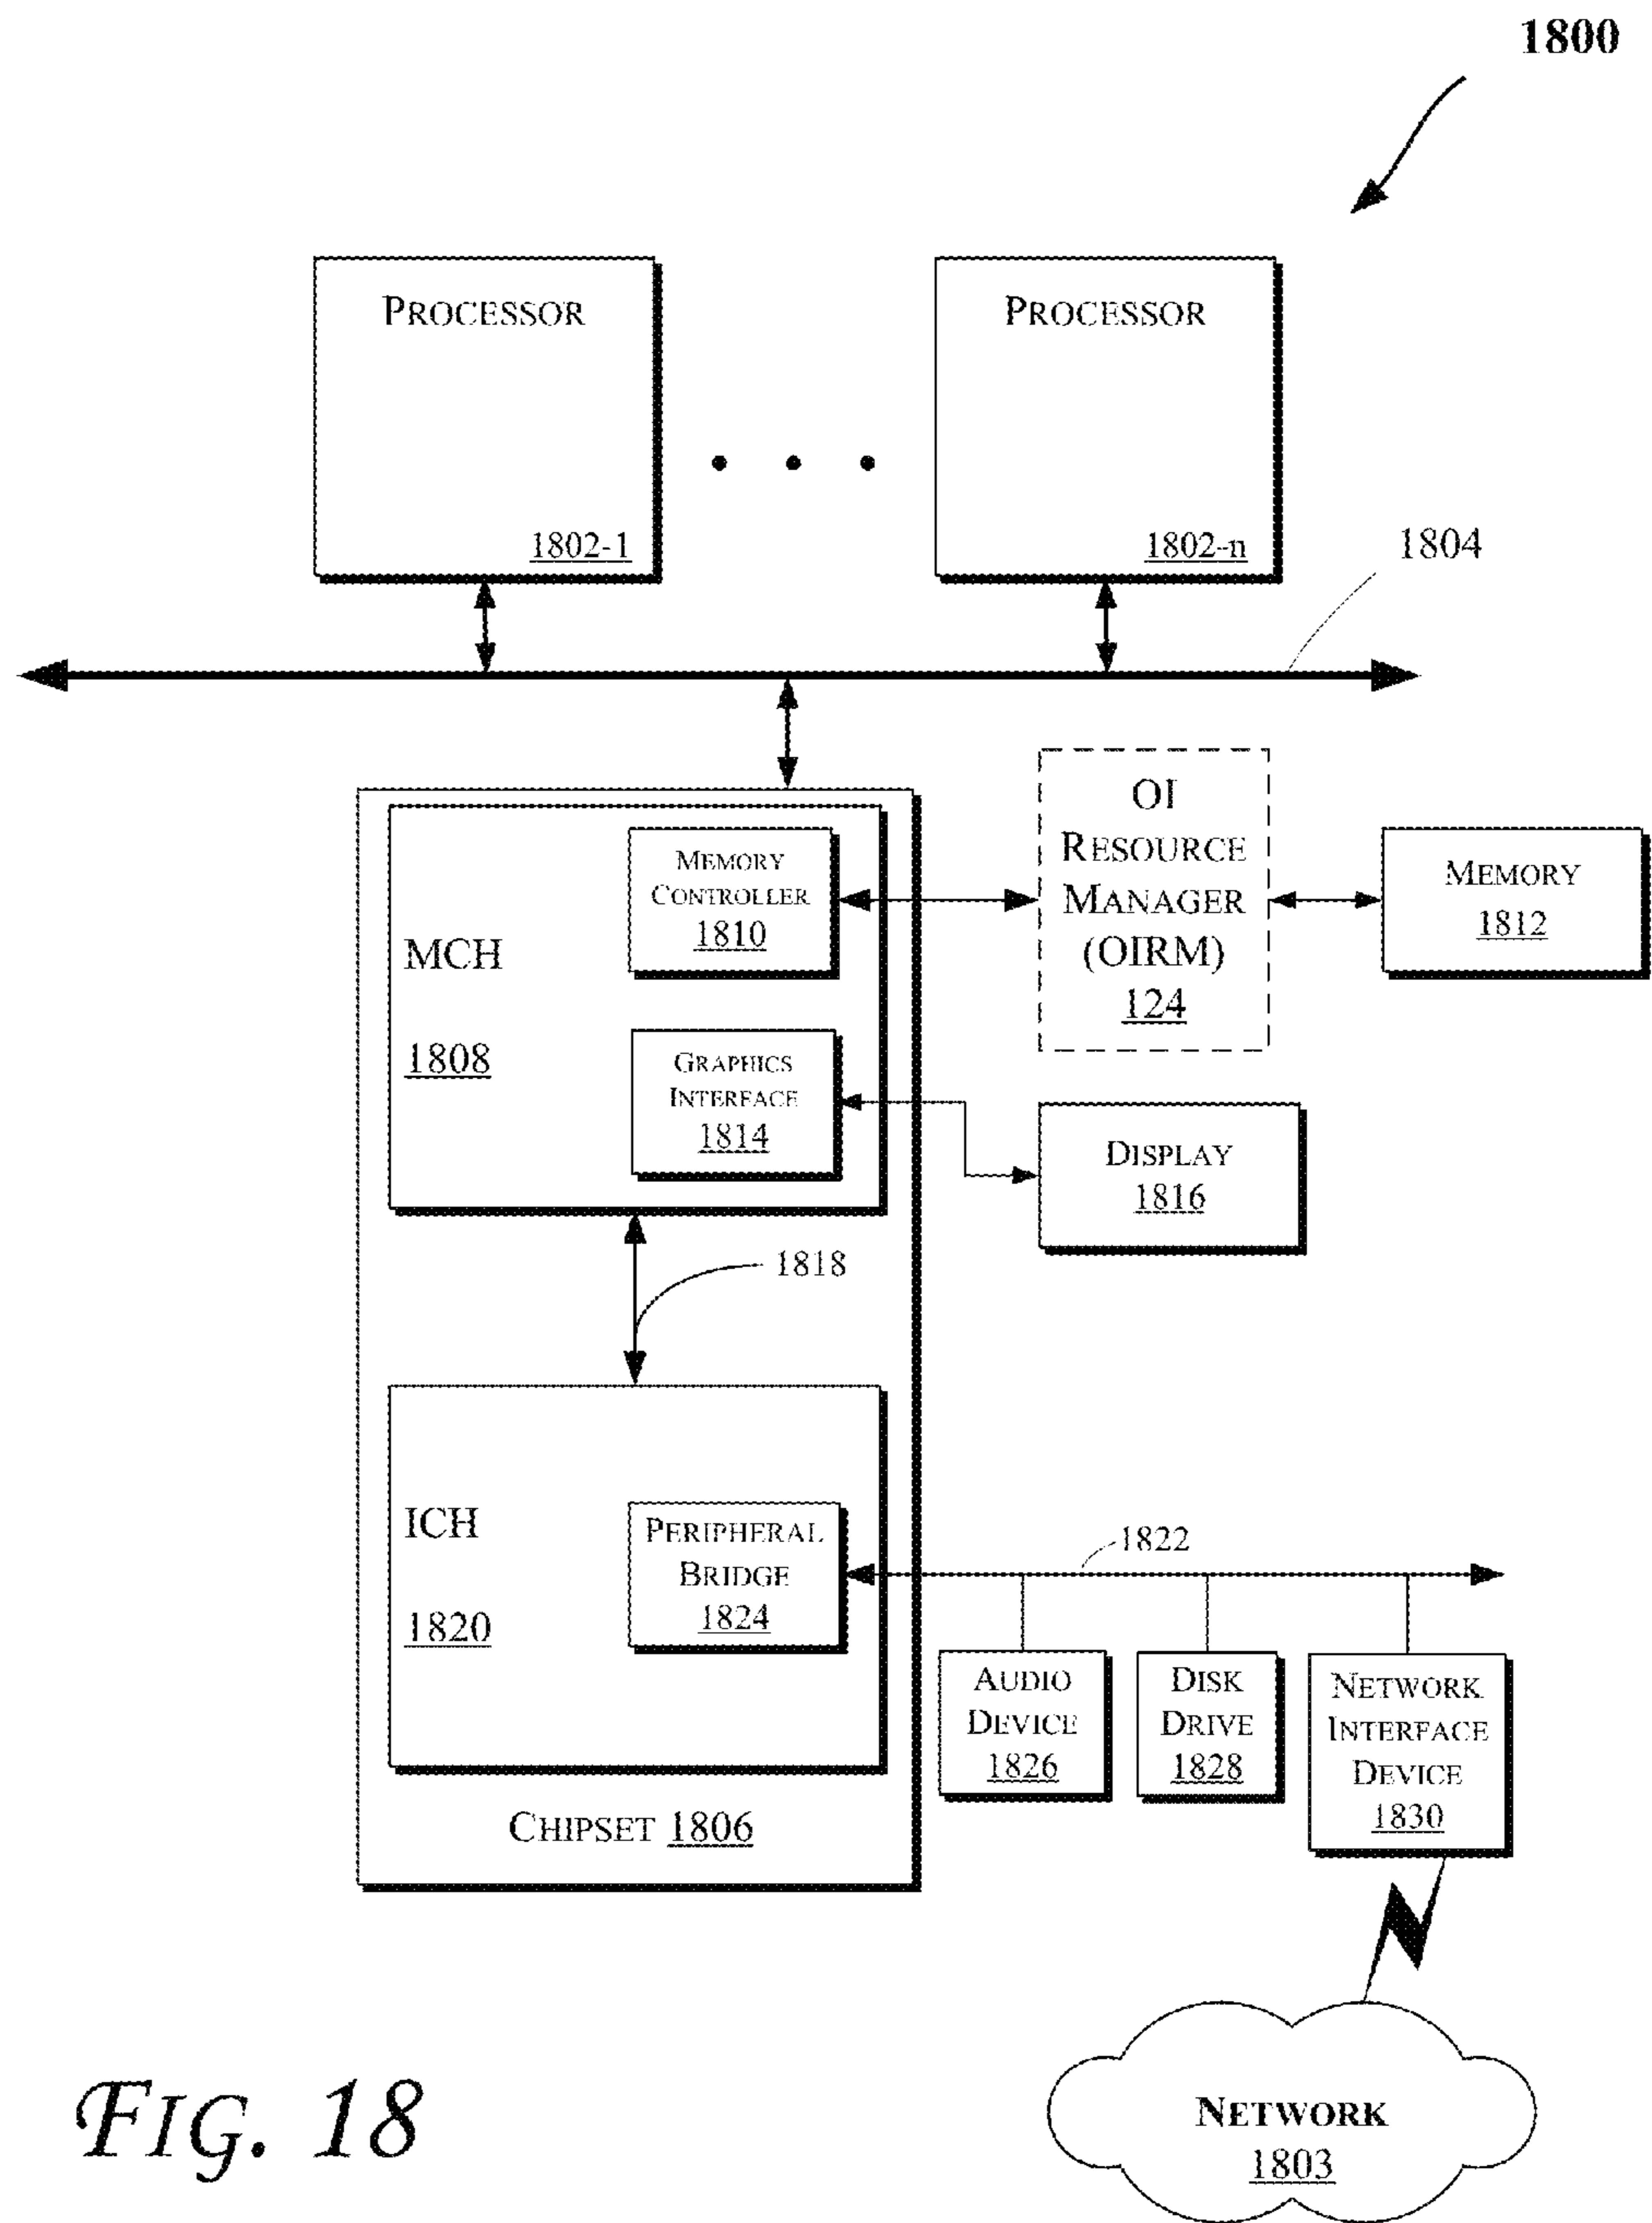 1800
PROCESSOR
1802-1
PROCESSOR
1802-n
1804
MCH
1808
MEMORY
CONTROLLER
1810
GRAPHICS
INTERFACE
1814
OI
RESOURCE
MANAGER
(OIRM)
124
MEMORY
1812
DISPLAY
1816
1818
ICH
1820
PERIPHERAL
BRIDGE
1824
1822
AUDIO
DEVICE
1826
DISK
DRIVE
1828
NETWORK
INTERFACE
DEVICE
1830
CHIPSET 1806
NETWORK
1803
FIG. 18